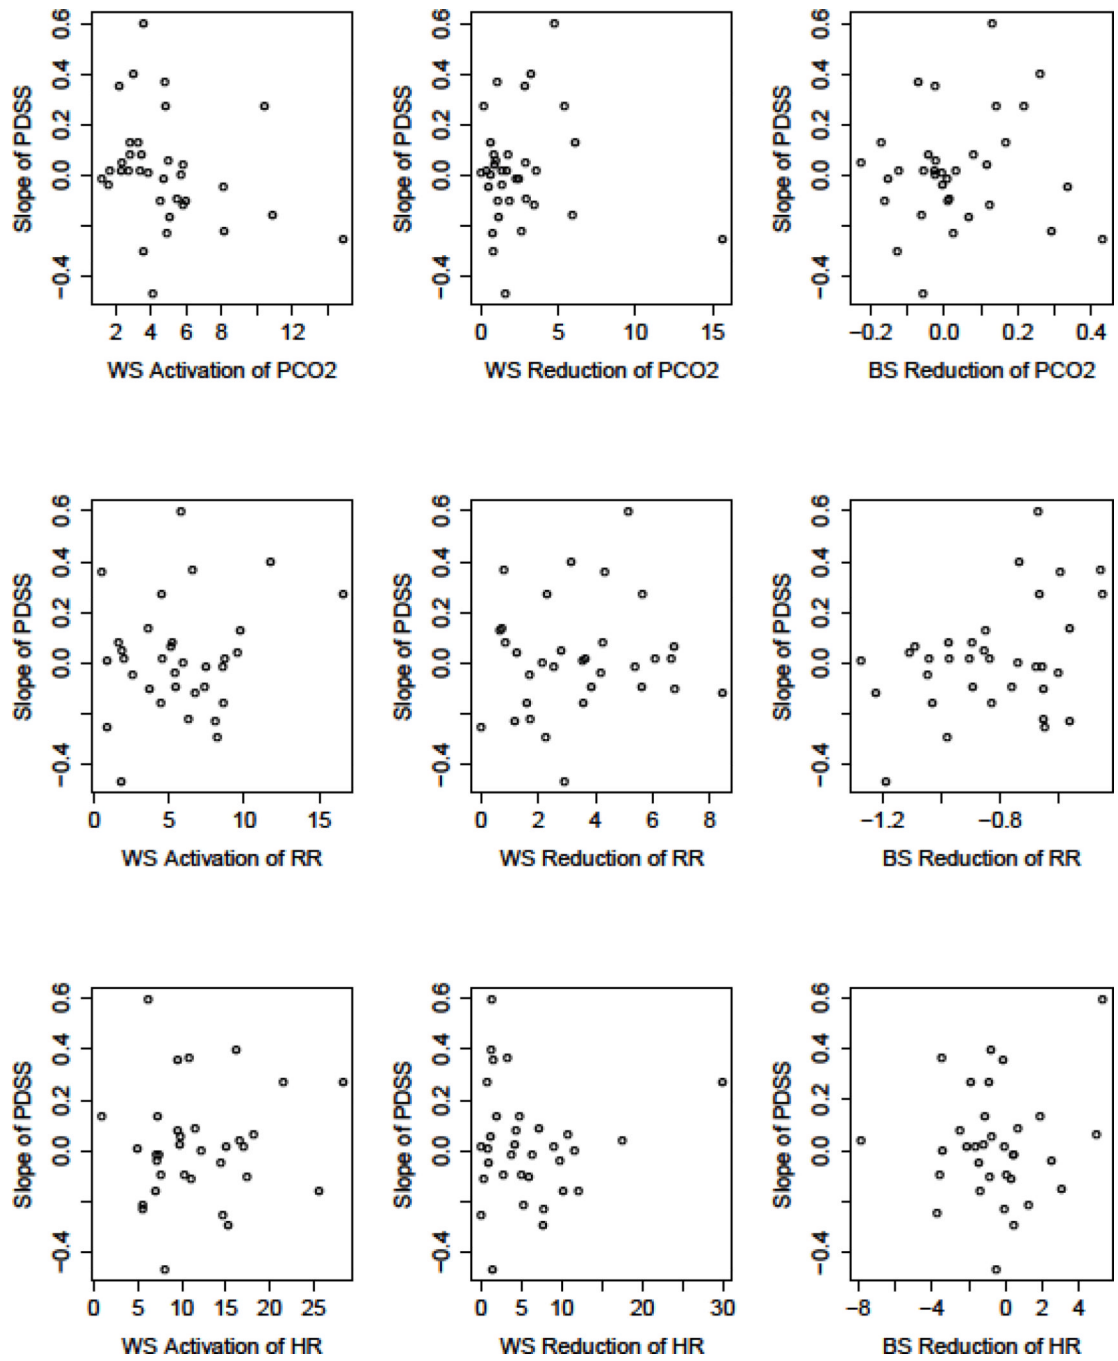 Slope of PDSS
0.6
0.4
0.2
0.0
−0.4
2 4 6 8 12
WS Activation of PCO2
Slope of PDSS
0.6
0.4
0.2
0.0
−0.4
0 5 10 15
WS Reduction of PCO2
Slope of PDSS
0.6
0.4
0.2
0.0
−0.4
−0.2 0.0 0.2 0.4
BS Reduction of PCO2
Slope of PDSS
0.6
0.4
0.2
0.0
−0.4
0 5 10 15
WS Activation of RR
Slope of PDSS
0.6
0.4
0.2
0.0
−0.4
0 2 4 6 8
WS Reduction of RR
Slope of PDSS
0.6
0.4
0.2
0.0
−0.4
−1.2 −0.8
BS Reduction of RR
Slope of PDSS
0.6
0.4
0.2
0.0
−0.4
0 5 10 15 20 25
WS Activation of HR
Slope of PDSS
0.6
0.4
0.2
0.0
−0.4
0 5 10 20 30
WS Reduction of HR
Slope of PDSS
0.6
0.4
0.2
0.0
−0.4
−8 −4 0 2 4
BS Reduction of HR